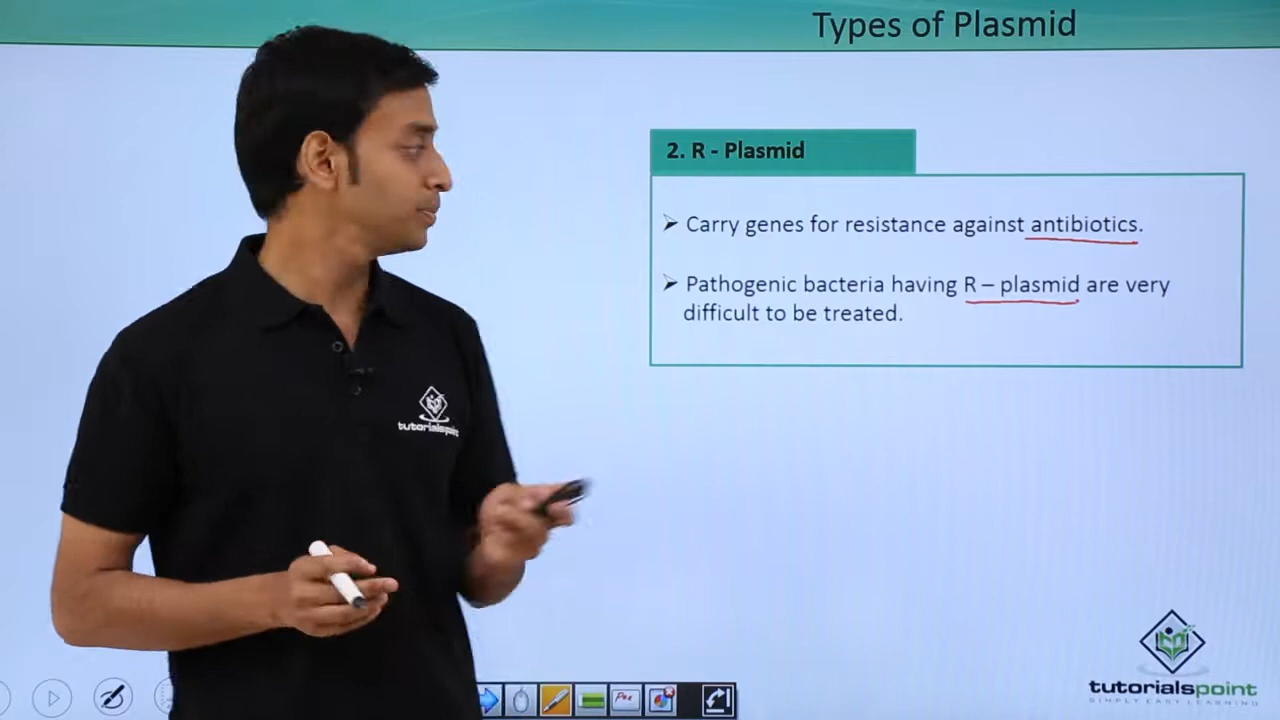 Types of Plasmid
2. R - Plasmid
➢ Carry genes for resistance against antibiotics.
➢ Pathogenic bacteria having R – plasmid are very
difficult to be treated.
tutorialspoint
tutorialspoint
SIMPLY EASY LEARNING